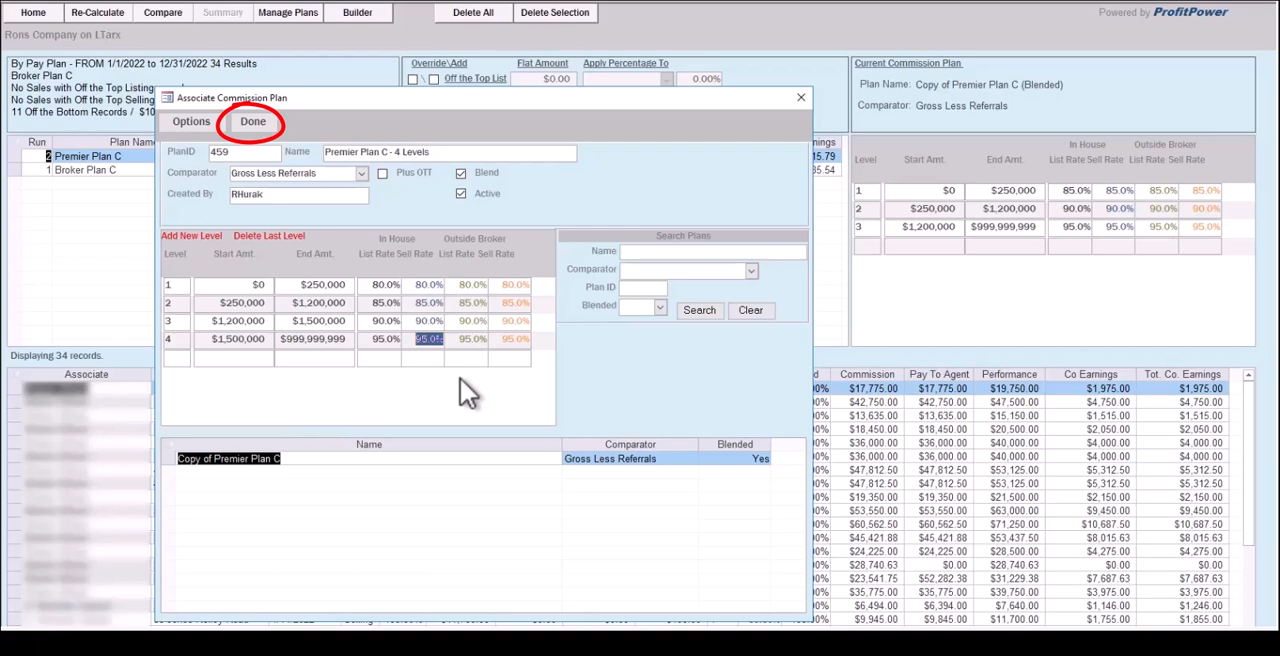 Home Re-Calculate Compare Summary Manage Plans Builder Delete All Delete Selection Powered by ProfitPower
Rons Company on LTarx
By Pay Plan - FROM 1/1/2022 to 12/31/2022 34 Results
Broker Plan C
No Sales with Off the Top Listing
No Sales with Off the Top Selling
11 Off the Bottom Records / $10
Override\Add Flat Amount Apply Percentage To
Off the Top List $0.00 0.00%
Current Commission Plan
Plan Name: Copy of Premier Plan C (Blended)
Comparator: Gross Less Referrals
Associate Commission Plan
Options Done
PlanID 459 Name Premier Plan C - 4 Levels
Comparator Gross Less Referrals Plus OTT Blend
Created By RHurak Active
Run Plan Name
2 Premier Plan C
1 Broker Plan C
nings
15.79
35.54
Add New Level Delete Last Level
In House Outside Broker
Level Start Amt. End Amt. List Rate Sell Rate List Rate Sell Rate
1 $0 $250,000 80.0% 80.0% 80.0% 80.0%
2 $250,000 $1,200,000 85.0% 85.0% 85.0% 85.0%
3 $1,200,000 $1,500,000 90.0% 90.0% 90.0% 90.0%
4 $1,500,000 $999,999,999 95.0% 95.0% 95.0% 95.0%
Search Plans
Name
Comparator
Plan ID
Blended Search Clear
In House Outside Broker
Level Start Amt. End Amt. List Rate Sell Rate List Rate Sell Rate
1 $0 $250,000 85.0% 85.0% 85.0% 85.0%
2 $250,000 $1,200,000 90.0% 90.0% 90.0% 90.0%
3 $1,200,000 $999,999,999 95.0% 95.0% 95.0% 95.0%
Displaying 34 records.
Associate
Name Comparator Blended
Copy of Premier Plan C Gross Less Referrals Yes
d Commission Pay To Agent Performance Co Earnings Tot. Co. Earnings
00% $17,775.00 $17,775.00 $19,750.00 $1,975.00 $1,975.00
00% $42,750.00 $42,750.00 $47,500.00 $4,750.00 $4,750.00
00% $13,635.00 $13,635.00 $15,150.00 $1,515.00 $1,515.00
00% $18,450.00 $18,450.00 $20,500.00 $2,050.00 $2,050.00
00% $36,000.00 $36,000.00 $40,000.00 $4,000.00 $4,000.00
00% $36,000.00 $36,000.00 $40,000.00 $4,000.00 $4,000.00
00% $47,812.50 $47,812.50 $53,125.00 $5,312.50 $5,312.50
00% $47,812.50 $47,812.50 $53,125.00 $5,312.50 $5,312.50
00% $19,350.00 $19,350.00 $21,500.00 $2,150.00 $2,150.00
00% $53,550.00 $53,550.00 $63,000.00 $9,450.00 $9,450.00
00% $60,562.50 $60,562.50 $71,250.00 $10,687.50 $10,687.50
00% $45,421.88 $45,421.88 $53,437.50 $8,015.63 $8,015.63
00% $24,225.00 $24,225.00 $28,500.00 $4,275.00 $4,275.00
00% $28,740.63 $0.00 $28,740.63 $0.00 $0.00
00% $23,541.75 $52,282.38 $31,229.38 $7,687.63 $7,687.63
00% $35,775.00 $35,775.00 $39,750.00 $3,975.00 $3,975.00
00% $6,494.00 $6,394.00 $7,640.00 $1,146.00 $1,246.00
00% $9,945.00 $9,845.00 $11,700.00 $1,755.00 $1,855.00